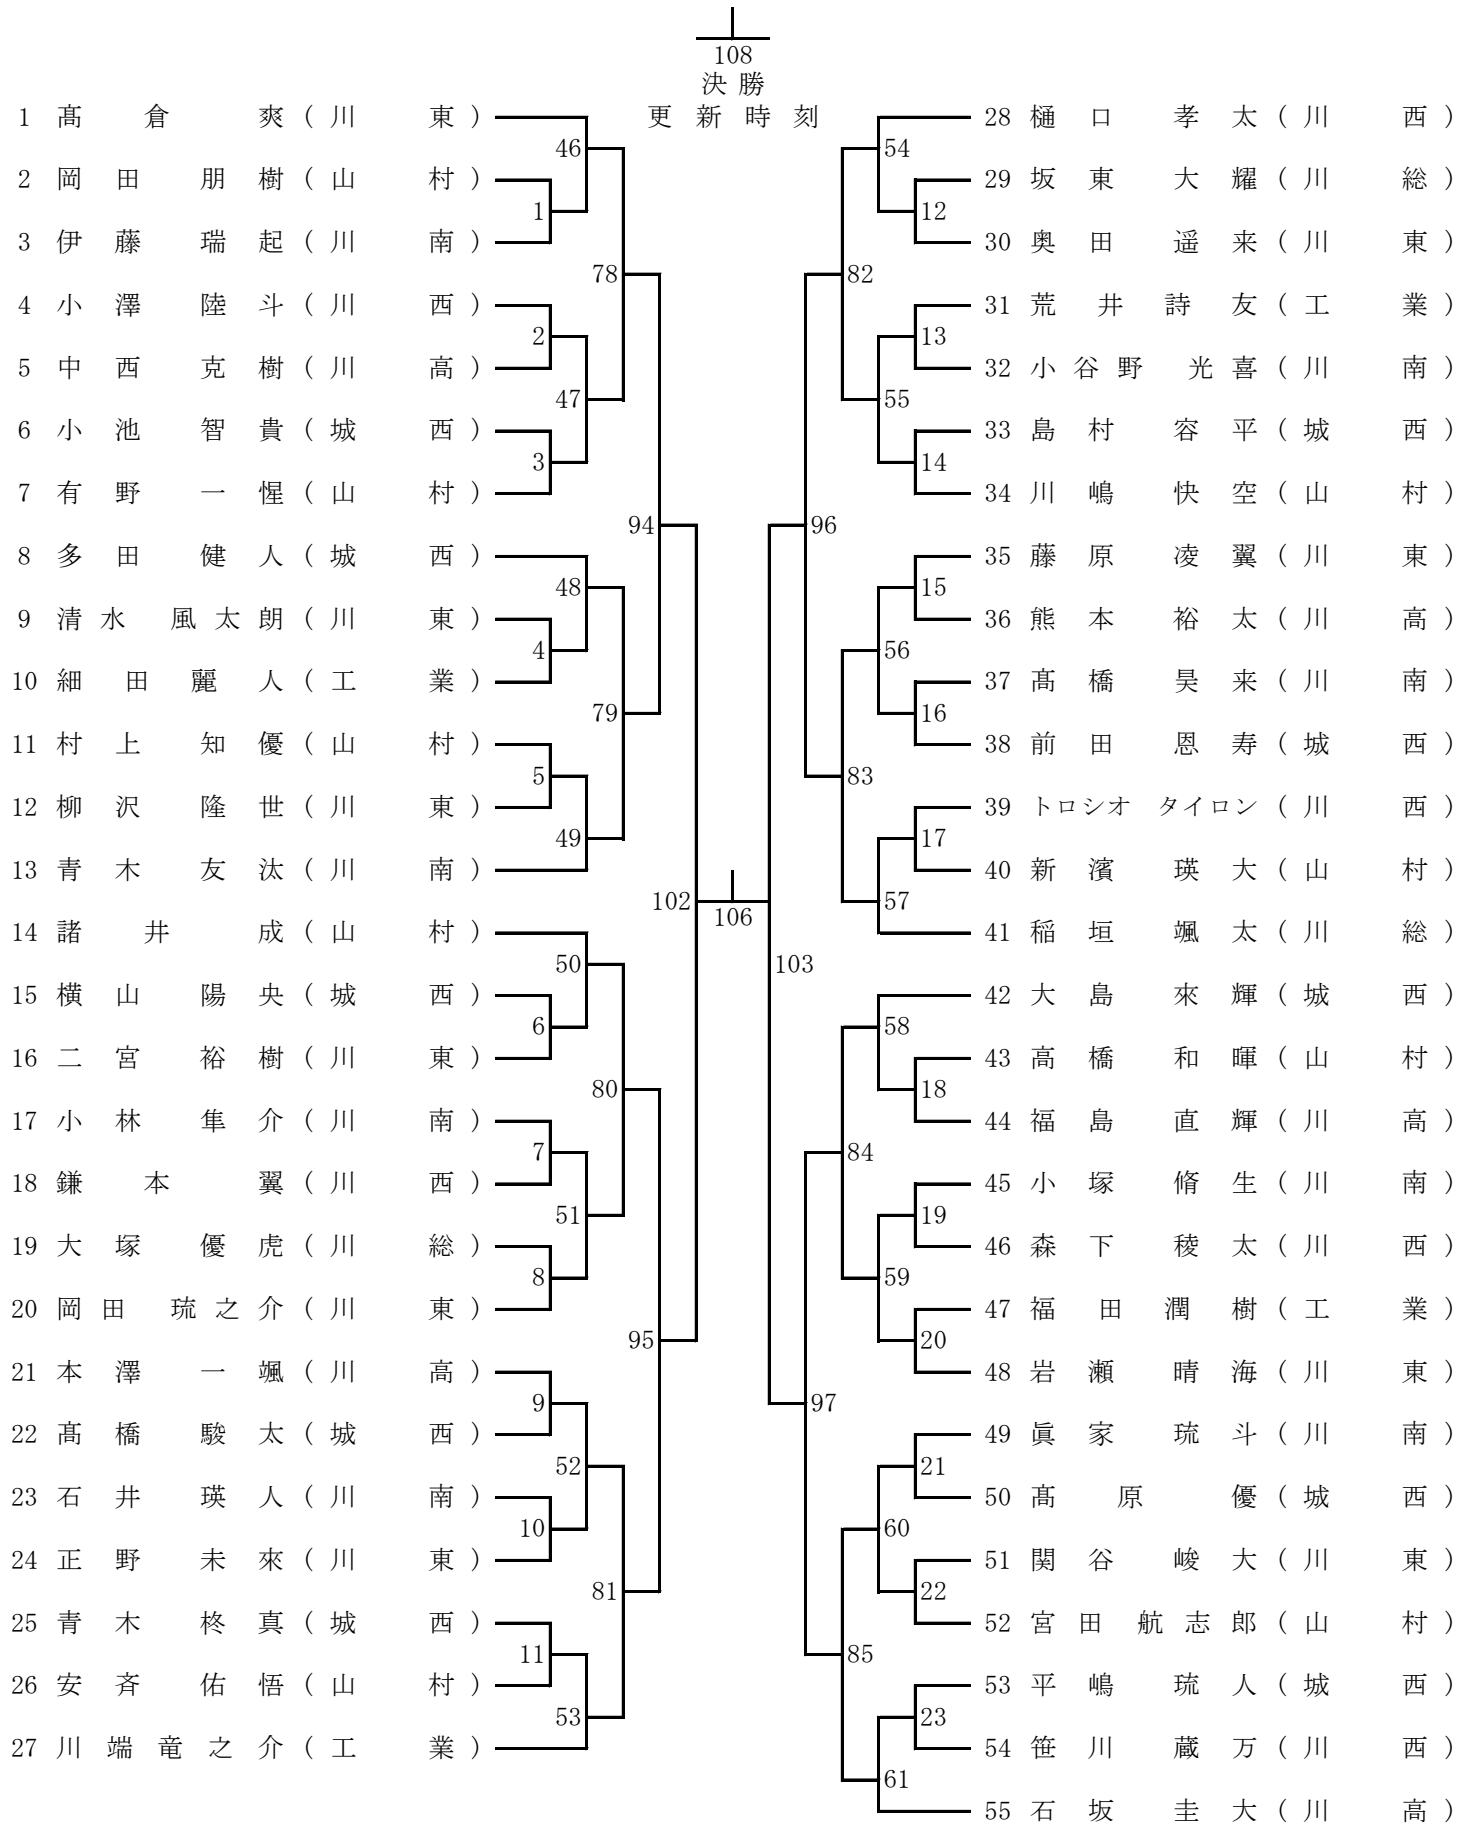 108
決勝
更新時刻
1 髙倉 爽 (川東)
2 岡田 朋樹 (山村)
3 伊藤 瑞起 (川南)
4 小澤 陸斗 (川西)
5 中西 克樹 (川高)
6 小池 智貴 (城西)
7 有野 一惺 (山村)
8 多田 健人 (城西)
9 清水 風太朗 (川東)
10 細田麗人 (工業)
11 村上 知優 (山村)
12 柳沢 隆世 (川東)
13 青木 友汰 (川南)
14 諸井 成 (山村)
15 横山 陽央 (城西)
16 二宮 裕樹 (川東)
17 小林 隼介 (川南)
18 鎌本 翼 (川西)
19 大塚 優虎 (川総)
20 岡田 琉之介 (川東)
21 本澤 一颯 (川高)
22 髙橋 駿太 (城西)
23 石井 瑛人 (川南)
24 正野 未來 (川東)
25 青木 柊真 (城西)
26 安斉 佑悟 (山村)
27 川端竜之介 (工業)
46
1
78
2
47
3
94
48
4
79
5
49
102
106
50
6
80
7
51
8
95
9
52
10
81
11
53
28 樋口 孝太 (川西)
29 坂東 大耀 (川総)
30 奥田 遥来 (川東)
31 荒井詩友 (工業)
32 小谷野 光喜 (川南)
33 島村 容平 (城西)
34 川嶋 快空 (山村)
35 藤原 凌翼 (川東)
36 熊本 裕太 (川高)
37 髙橋 昊来 (川南)
38 前田 恩寿 (城西)
39 トロシオ タイロン (川西)
40 新濱 瑛大 (山村)
41 稲垣 颯太 (川総)
42 大島 來輝 (城西)
43 高橋 和暉 (山村)
44 福島 直輝 (川高)
45 小塚 脩生 (川南)
46 森下 稜太 (川西)
47 福田潤樹 (工業)
48 岩瀬 晴海 (川東)
49 眞家 琉斗 (川南)
50 髙原 優 (城西)
51 関谷 峻大 (川東)
52 宮田 航志郎 (山村)
53 平嶋 琉人 (城西)
54 笹川 蔵万 (川西)
55 石坂 圭大 (川高)
54
12
82
13
55
14
96
15
56
16
83
17
57
103
58
18
84
19
59
20
97
21
60
22
85
23
61